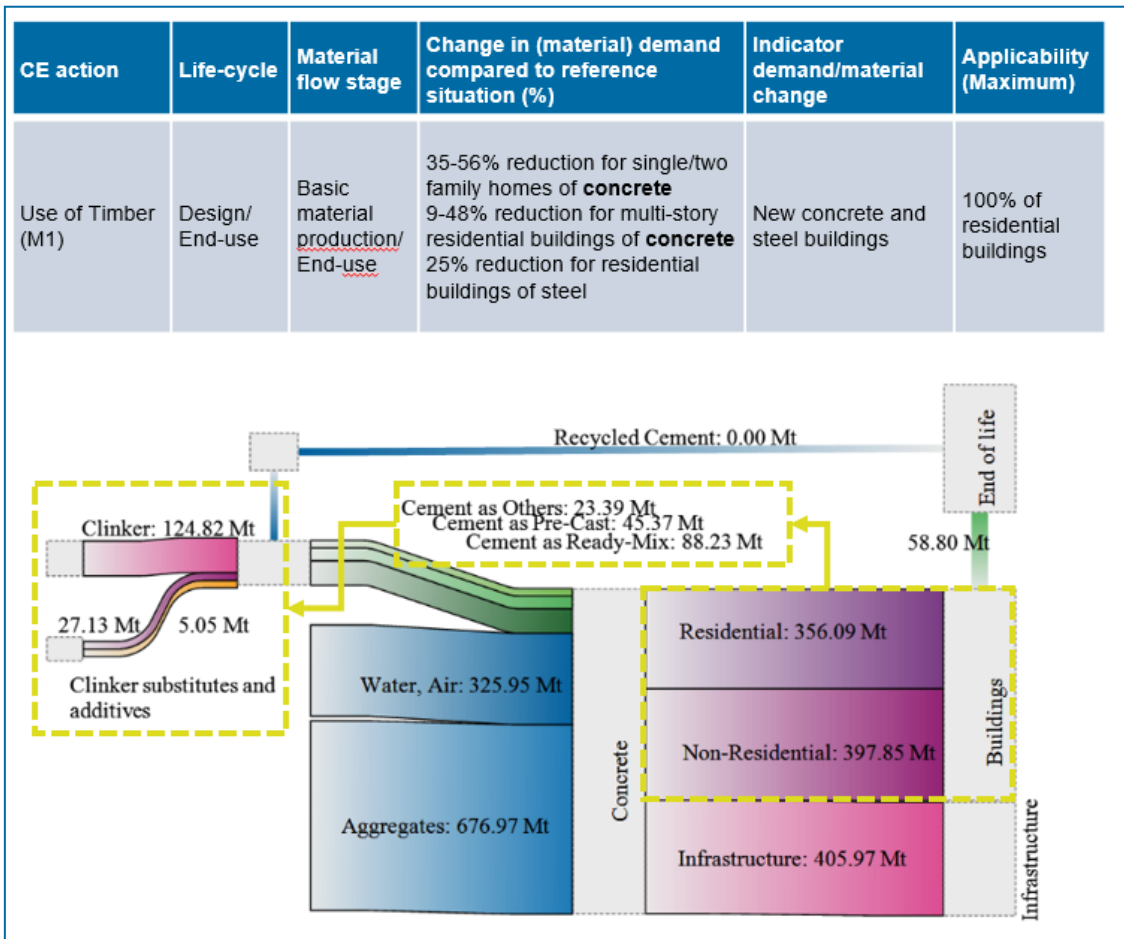 CE action
Life-cycle
Material
flow stage
Change in (material) demand
compared to reference
situation (%)
Indicator
demand/material
change
Applicability
(Maximum)
Use of Timber
(M1)
Design/
End-use
Basic
material
production/
End-use
35-56% reduction for single/two
family homes of concrete
9-48% reduction for multi-story
residential buildings of concrete
25% reduction for residential
buildings of steel
New concrete and
steel buildings
100% of
residential
buildings
Recycled Cement: 0.00 Mt
End of life
Clinker: 124.82 Mt
Cement as Others: 23.39 Mt
Cement as Pre-Cast: 45.37 Mt
Cement as Ready-Mix: 88.23 Mt
58.80 Mt
27.13 Mt
5.05 Mt
Clinker substitutes and
additives
Water, Air: 325.95 Mt
Aggregates: 676.97 Mt
Concrete
Residential: 356.09 Mt
Non-Residential: 397.85 Mt
Infrastructure: 405.97 Mt
Buildings
Infrastructure